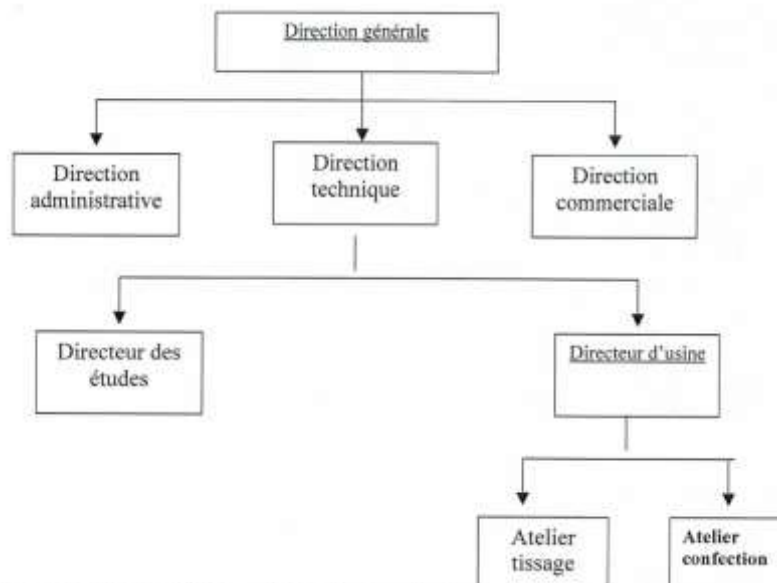 Direction générale
Direction
administrative
Direction
technique
Direction
commerciale
Directeur des
études
Directeur d'usine
Atelier
tissage
Atelier
confection